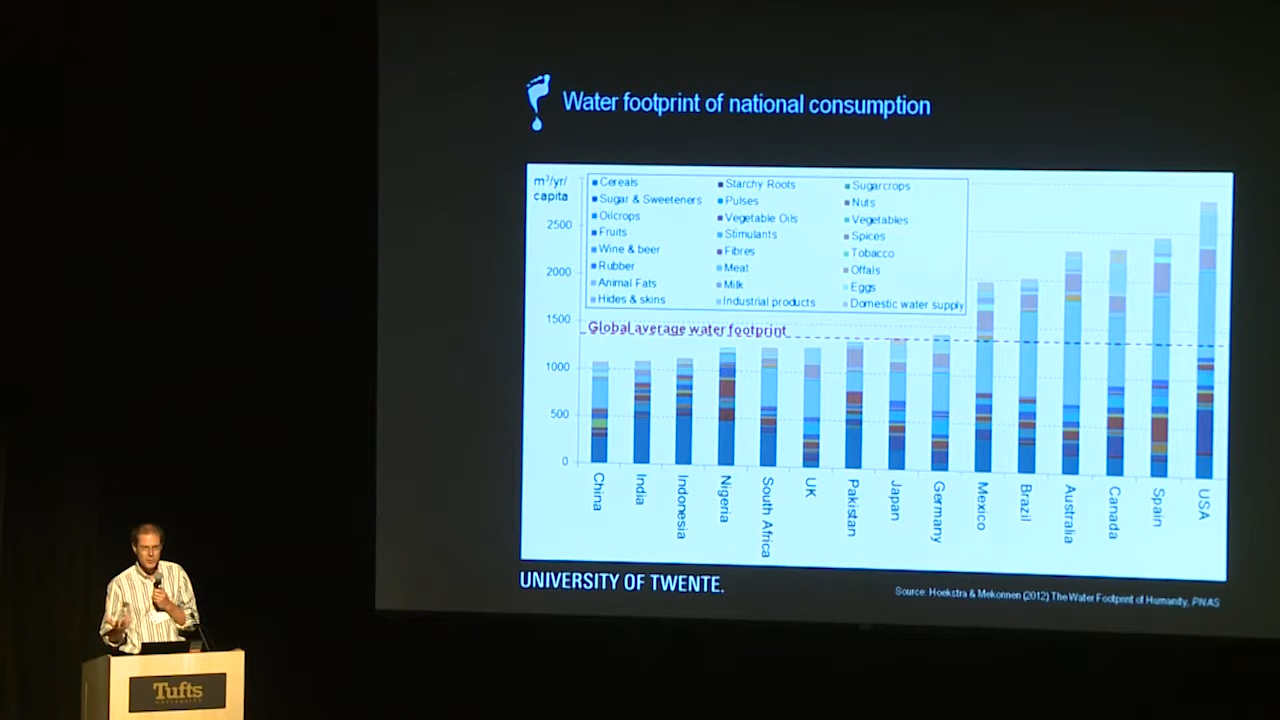 Water footprint of national consumption
m³/yr/
capita
Cereals
Starchy Roots
Sugarcrops
Sugar & Sweeteners
Pulses
Nuts
Oilcrops
Vegetable Oils
Vegetables
Fruits
Stimulants
Spices
Wine & beer
Fibres
Tobacco
Rubber
Meat
Offals
Animal Fats
Milk
Eggs
Hides & skins
Industrial products
Domestic water supply
2500
2000
1500
1000
500
0
Global average water footprint
China
India
Indonesia
Nigeria
South Africa
UK
Pakistan
Japan
Germany
Mexico
Brazil
Australia
Canada
Spain
USA
UNIVERSITY OF TWENTE.
Source: Hoekstra & Mekonnen (2012) The Water Footprint of Humanity, PNAS
Tufts
UNIVERSITY